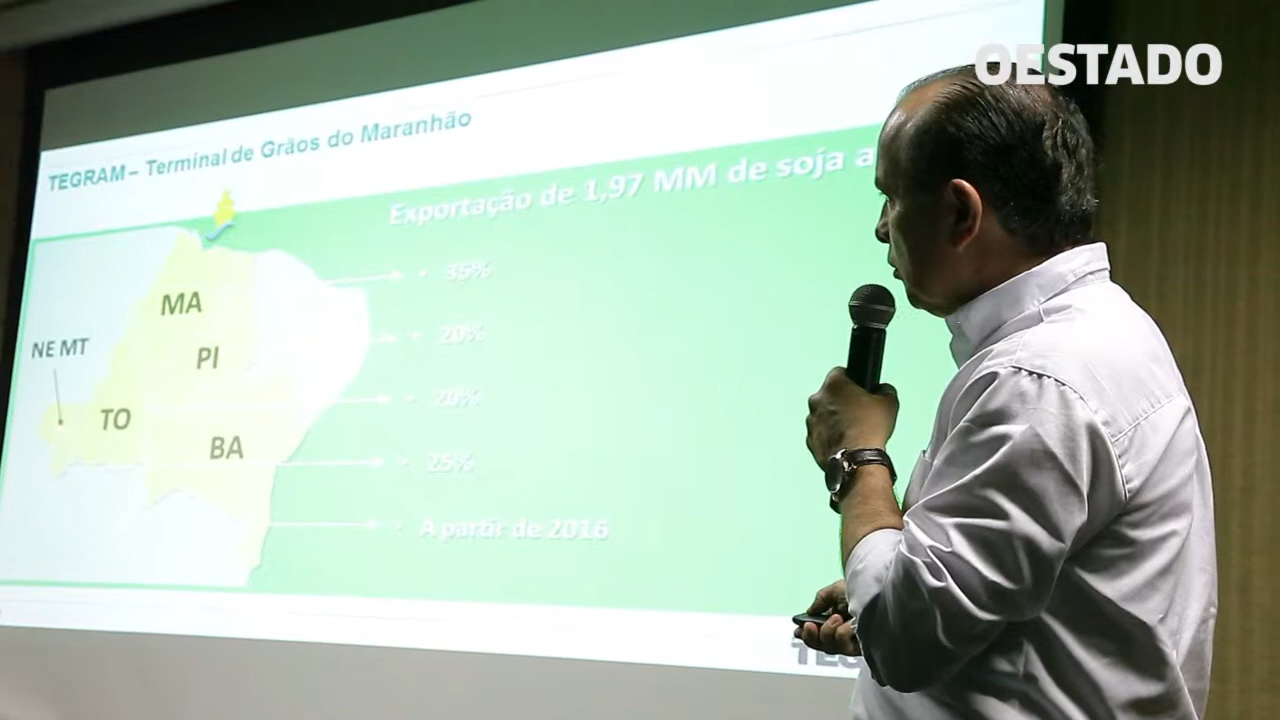 OESTADO
TEGRAM – Terminal de Grãos do Maranhão
Exportação de 1,97 MM de soja a
35%
MA
20%
NE MT
PI
20%
TO
BA
25%
A partir de 2016